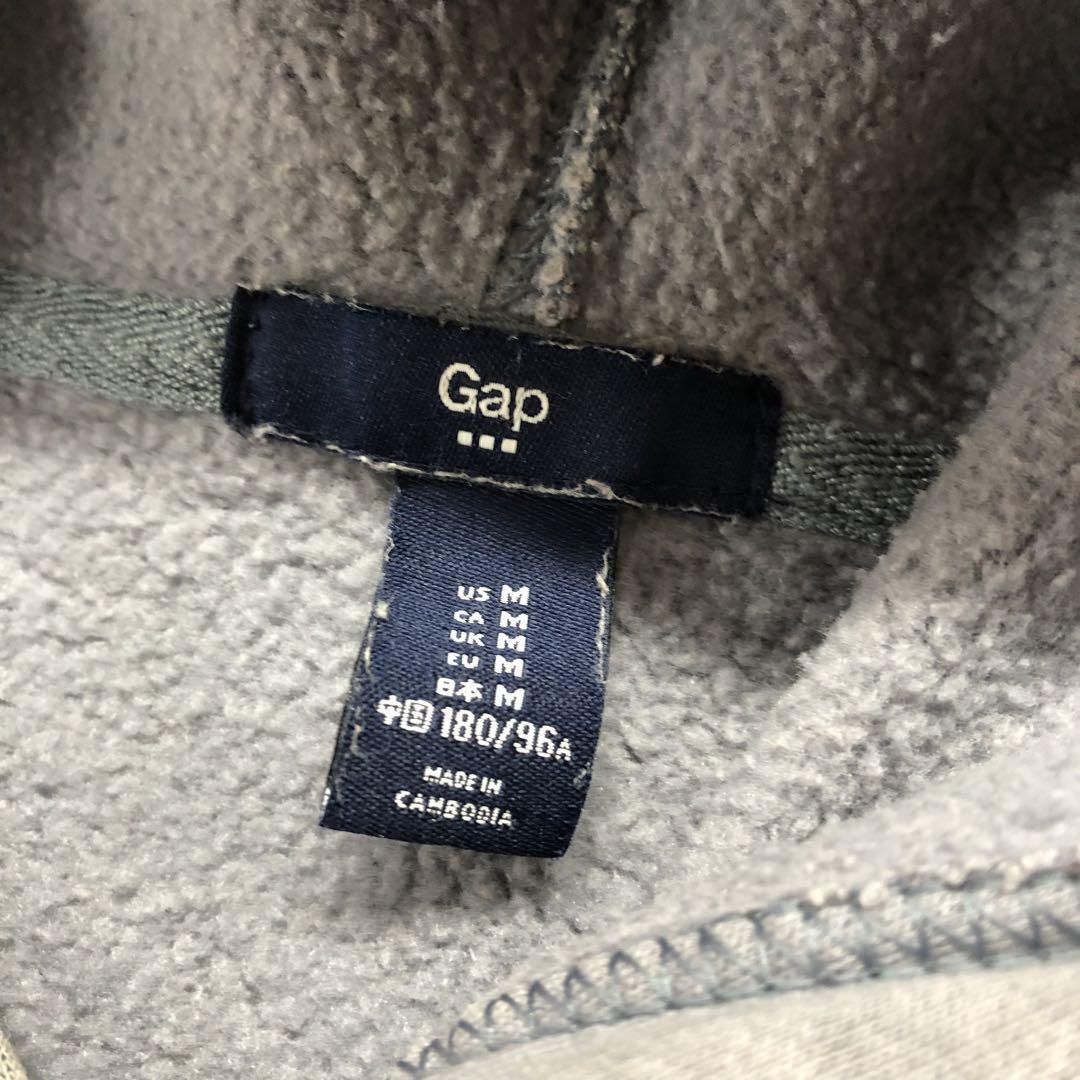 Gap
US M
CA M
UK M
EU M
日本 M
中国 180/96A
MADE IN
CAMBODIA